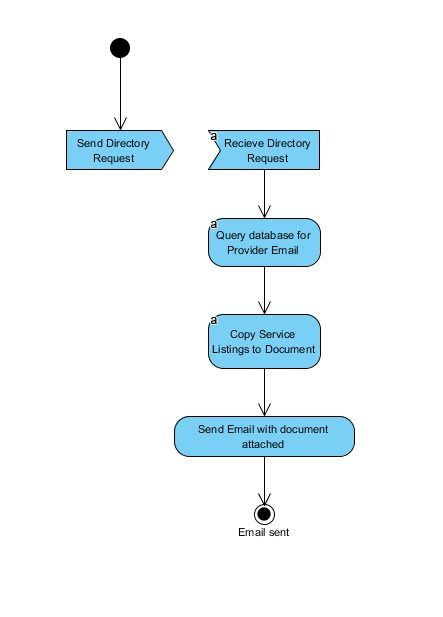 Send Directory
Request
a
Recieve Directory
Request
a
Query database for
Provider Email
a
Copy Service
Listings to Document
Send Email with document
attached
Email sent